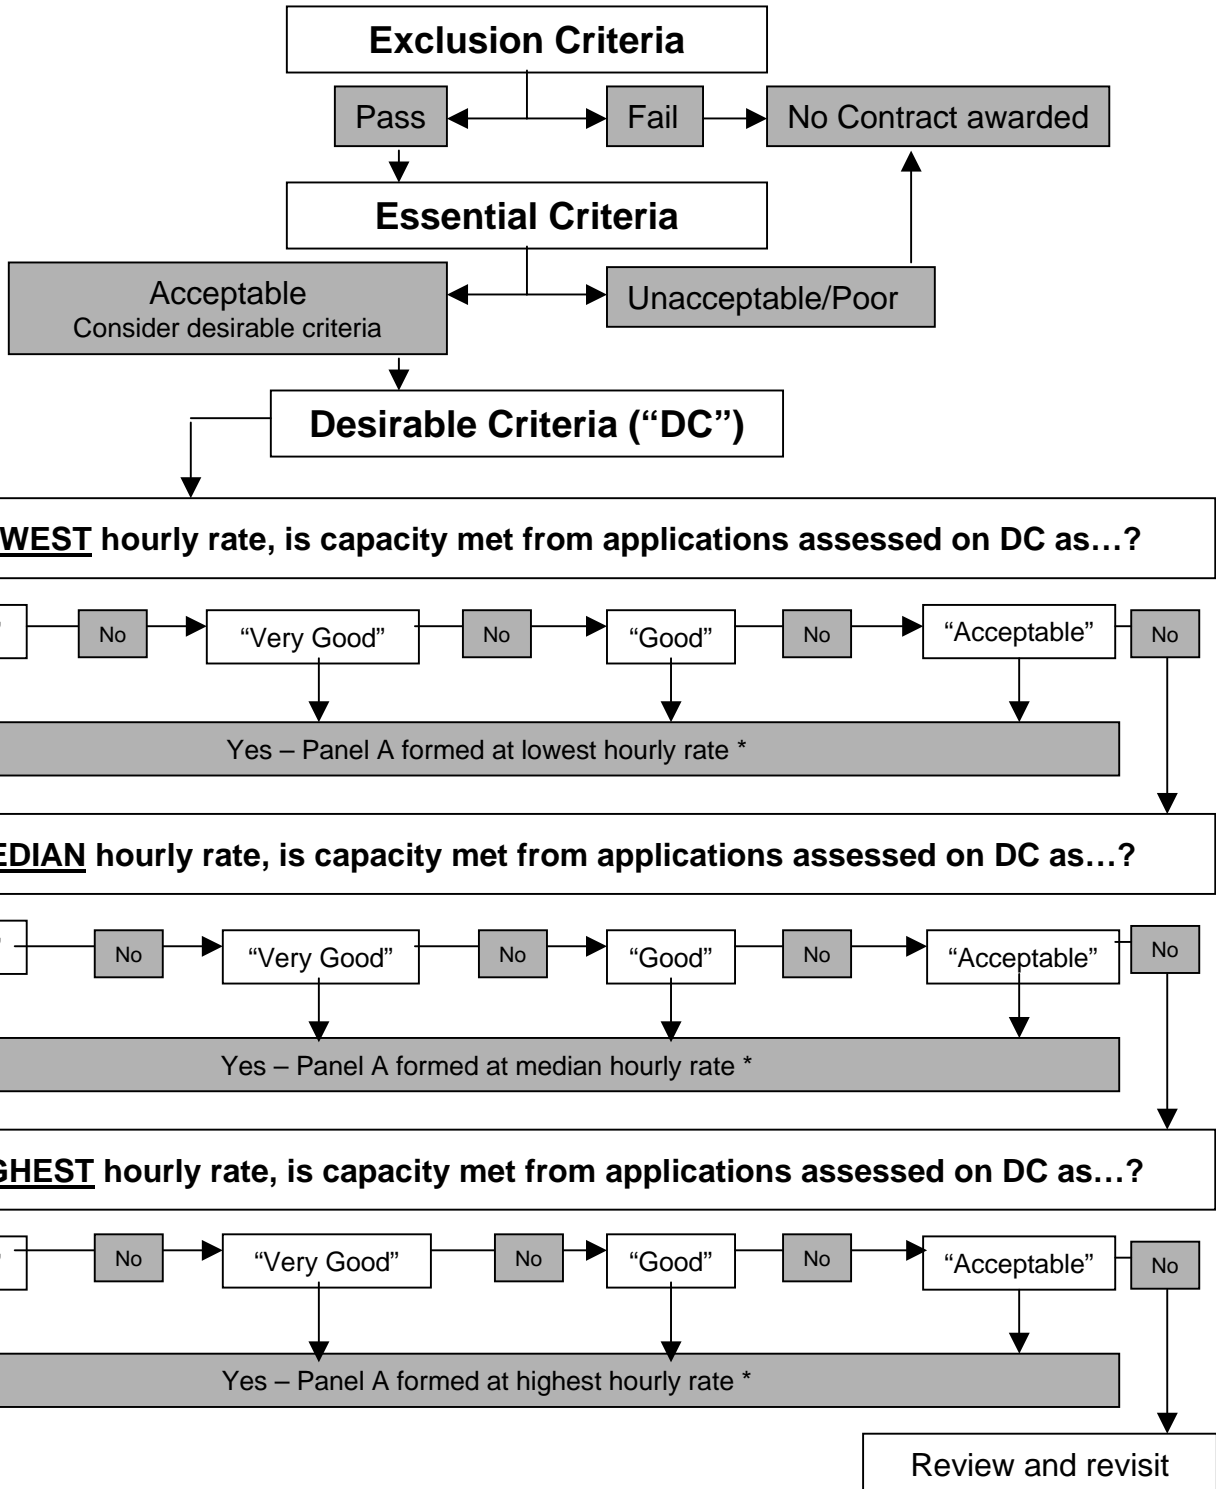 Exclusion Criteria
Pass
Fail
No Contract awarded
Essential Criteria
Acceptable
Consider desirable criteria
Unacceptable/Poor
Desirable Criteria (“DC”)
WEST hourly rate, is capacity met from applications assessed on DC as…?
”
No
“Very Good”
No
“Good”
No
“Acceptable”
No
Yes – Panel A formed at lowest hourly rate *
EDIAN hourly rate, is capacity met from applications assessed on DC as…?
”
No
“Very Good”
No
“Good”
No
“Acceptable”
No
Yes – Panel A formed at median hourly rate *
GHEST hourly rate, is capacity met from applications assessed on DC as…?
”
No
“Very Good”
No
“Good”
No
“Acceptable”
No
Yes – Panel A formed at highest hourly rate *
Review and revisit